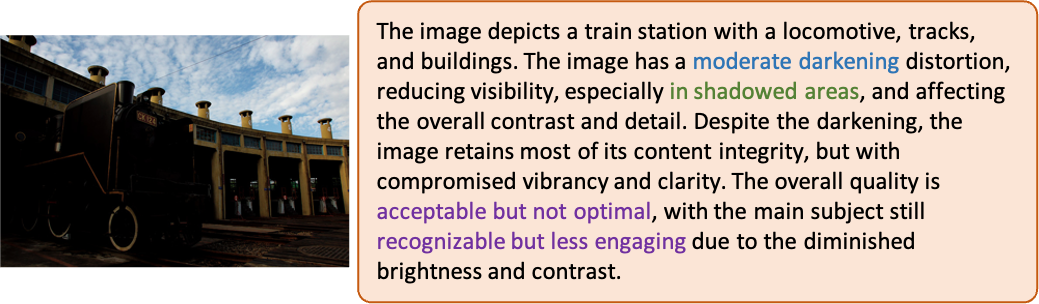 The image depicts a train station with a locomotive, tracks,
and buildings. The image has a moderate darkening distortion,
reducing visibility, especially in shadowed areas, and affecting
the overall contrast and detail. Despite the darkening, the
image retains most of its content integrity, but with
compromised vibrancy and clarity. The overall quality is
acceptable but not optimal, with the main subject still
recognizable but less engaging due to the diminished
brightness and contrast.